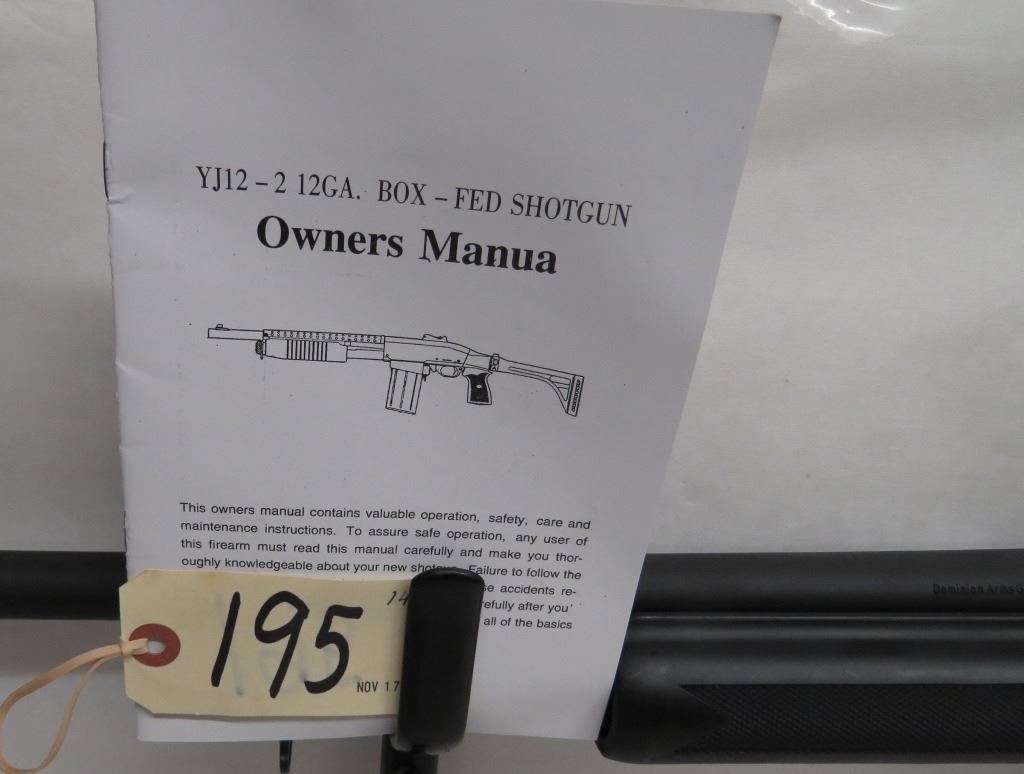 YJ12 – 2 12GA. BOX – FED SHOTGUN
Owners Manua
This owners manual contains valuable operation, safety, care and
maintenance instructions. To assure safe operation, any user of
this firearm must read this manual carefully and make you thor-
oughly knowledgeable about your new Failure to follow the
accidents re-
after you'
all of the basics
195
14
NOV 17
Dominion Arms